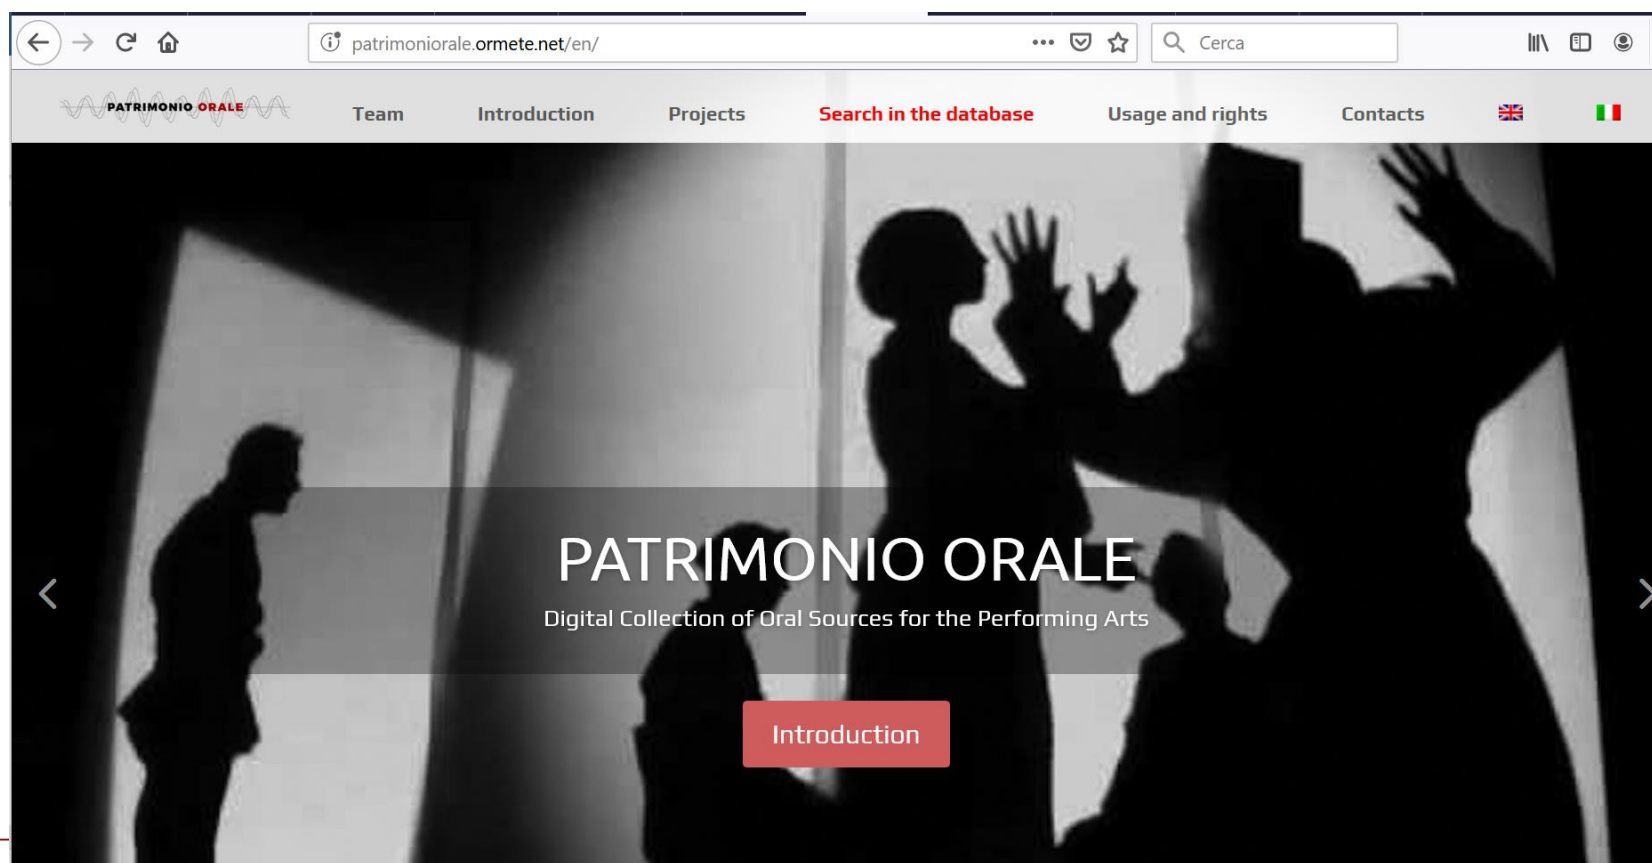 patrimoniorale.ormete.net/en/
Cerca
PATRIMONIO ORALE
Team
Introduction
Projects
Search in the database
Usage and rights
Contacts
PATRIMONIO ORALE
Digital Collection of Oral Sources for the Performing Arts
Introduction